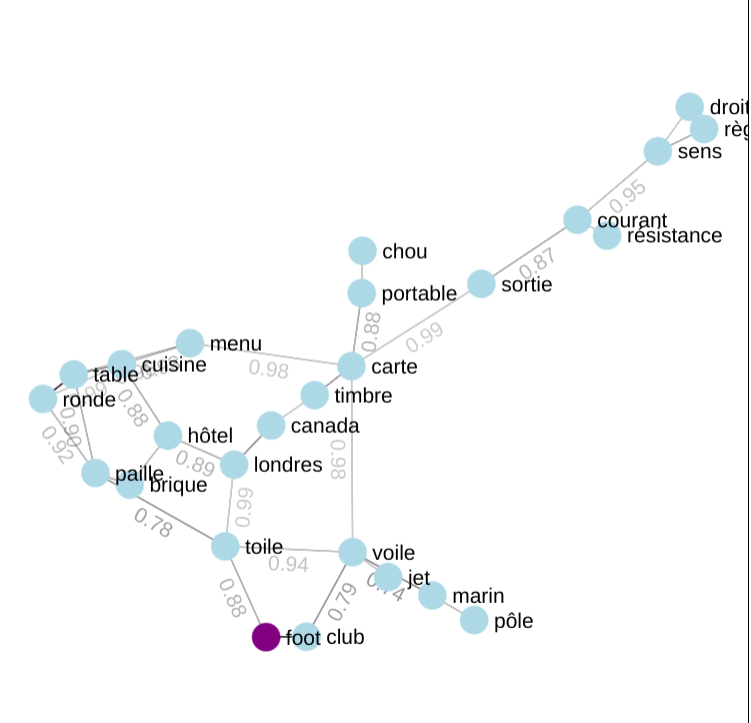 droit
règ
sens
0.95
courant
résistance
chou
0.87
sortie
portable
0.88
0.99
menu
cuisine
0.98
carte
table
ronde
timbre
0.88
0.90
canada
0.92
hôtel
0.89
londres
0.98
paille
brique
0.99
0.78
toile
0.94
voile
jet
0.88
0.79
marin
pôle
foot
club